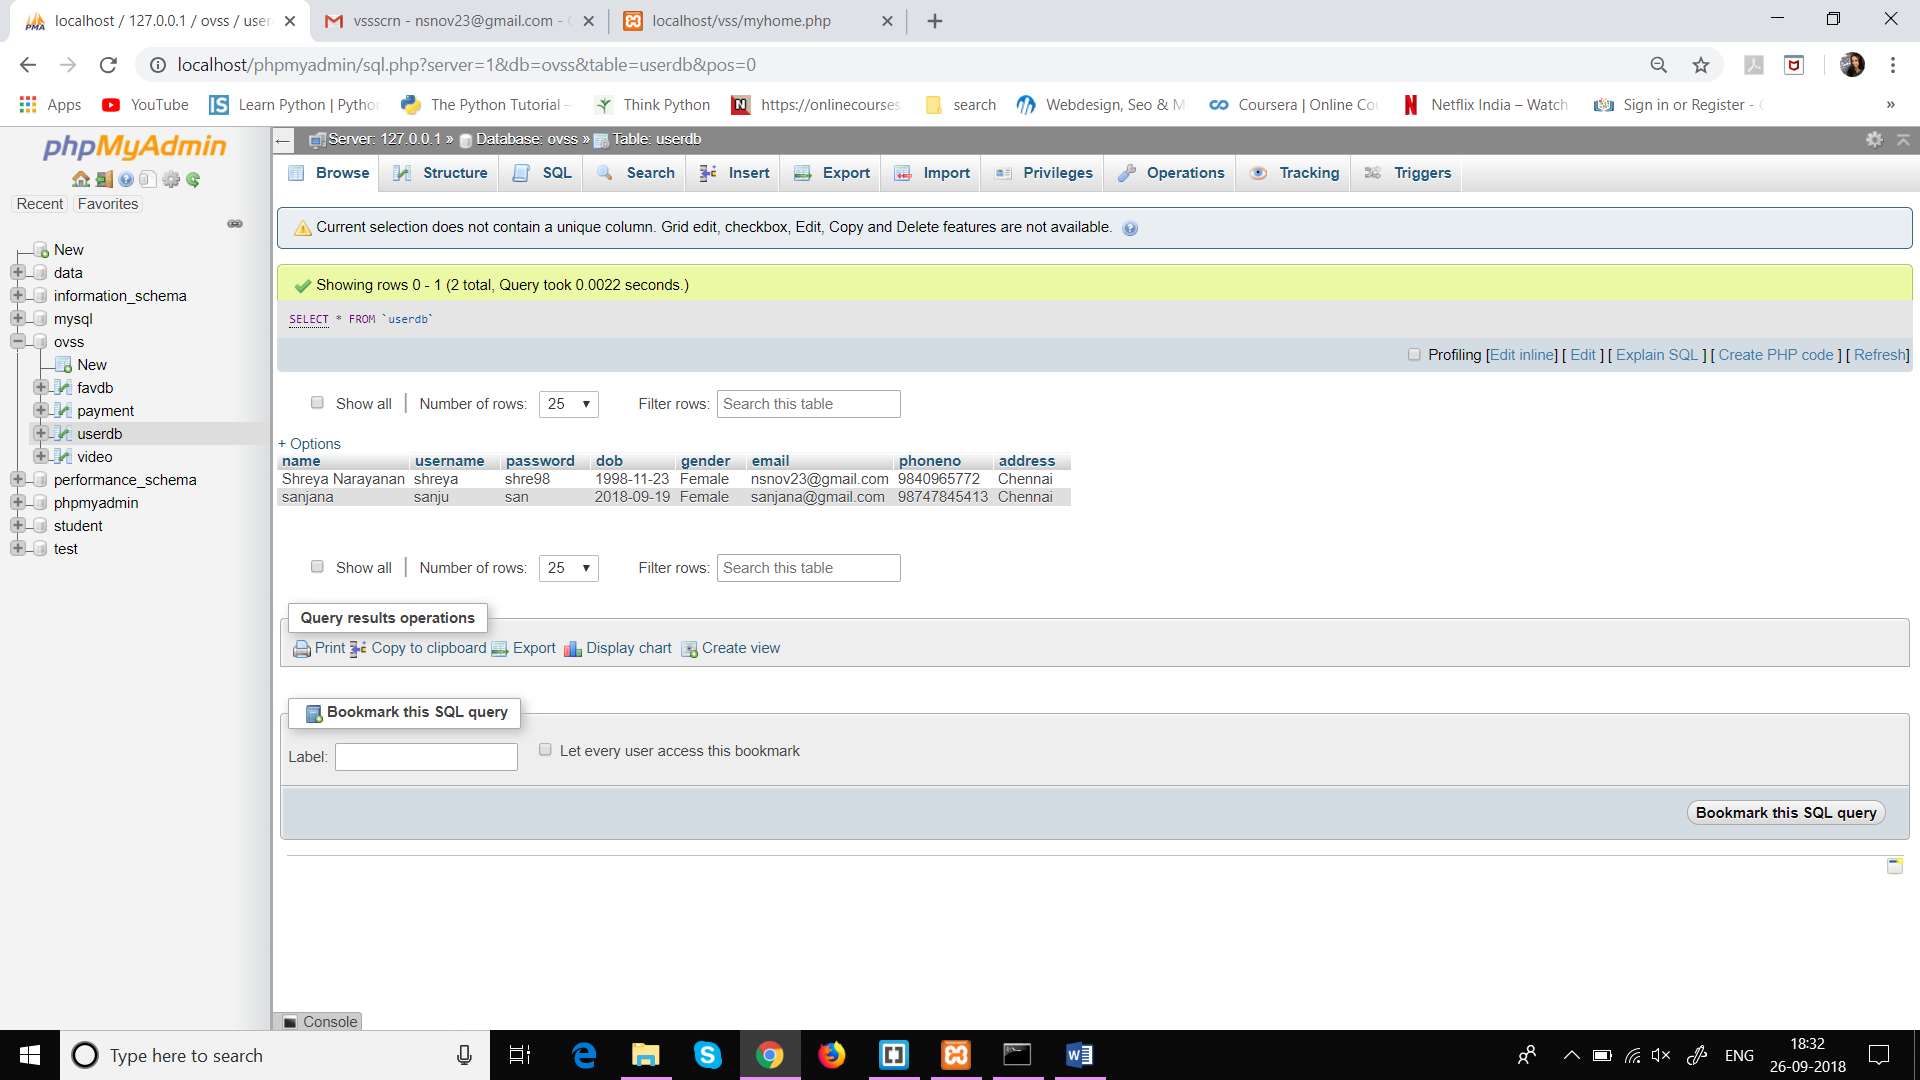 localhost / 127.0.0.1 / ovss / user
vssscrn - nsnov23@gmail.com -
localhost/vss/myhome.php
localhost/phpmyadmin/sql.php?server=1&db=ovss&table=userdb&pos=0
Apps YouTube Learn Python | Python The Python Tutorial — Think Python https://onlinecourses search Webdesign, Seo & M Coursera | Online Co Netflix India – Watch Sign in or Register - »
phpMyAdmin
Recent Favorites
New
data
information_schema
mysql
ovss
New
favdb
payment
userdb
video
performance_schema
phpmyadmin
student
test
Server: 127.0.0.1 » Database: ovss » Table: userdb
Browse Structure SQL Search Insert Export Import Privileges Operations Tracking Triggers
Current selection does not contain a unique column. Grid edit, checkbox, Edit, Copy and Delete features are not available.
Showing rows 0 - 1 (2 total, Query took 0.0022 seconds.)
SELECT * FROM `userdb`
Profiling [Edit inline] [ Edit ] [ Explain SQL ] [ Create PHP code ] [ Refresh]
Show all | Number of rows: 25 Filter rows: Search this table
+ Options
name username password dob gender email phoneno address
Shreya Narayanan shreya shre98 1998-11-23 Female nsnov23@gmail.com 9840965772 Chennai
sanjana sanju san 2018-09-19 Female sanjana@gmail.com 98747845413 Chennai
Show all | Number of rows: 25 Filter rows: Search this table
Query results operations
Print Copy to clipboard Export Display chart Create view
Bookmark this SQL query
Label: Let every user access this bookmark
Bookmark this SQL query
Console
Type here to search
ENG
18:32
26-09-2018